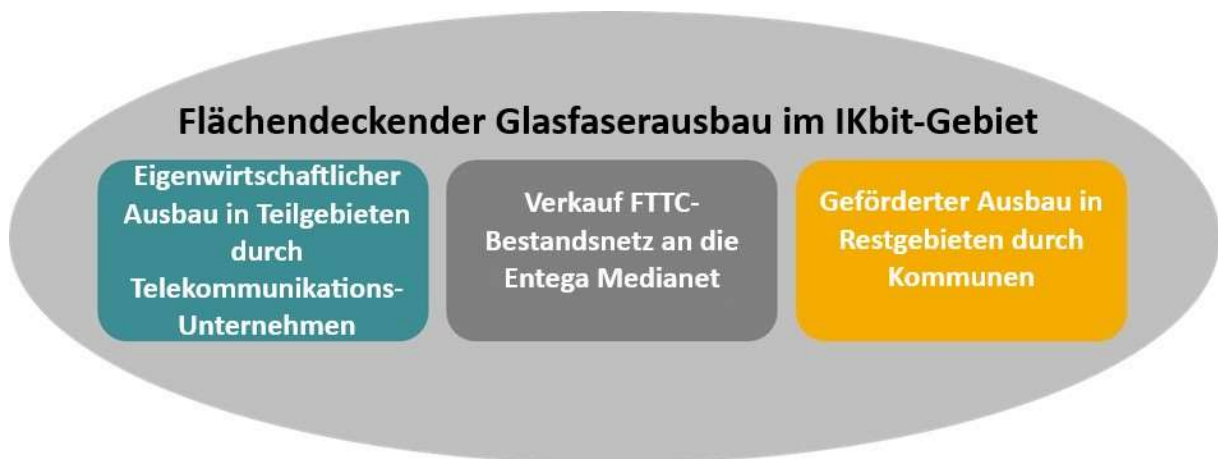 Flächendeckender Glasfaserausbau im IKbit-Gebiet
Eigenwirtschaftlicher
Ausbau in Teilgebieten
durch
Telekommunikations-
Unternehmen
Verkauf FTTC-
Bestandsnetz an die
Entega Medianet
Geförderter Ausbau in
Restgebieten durch
Kommunen